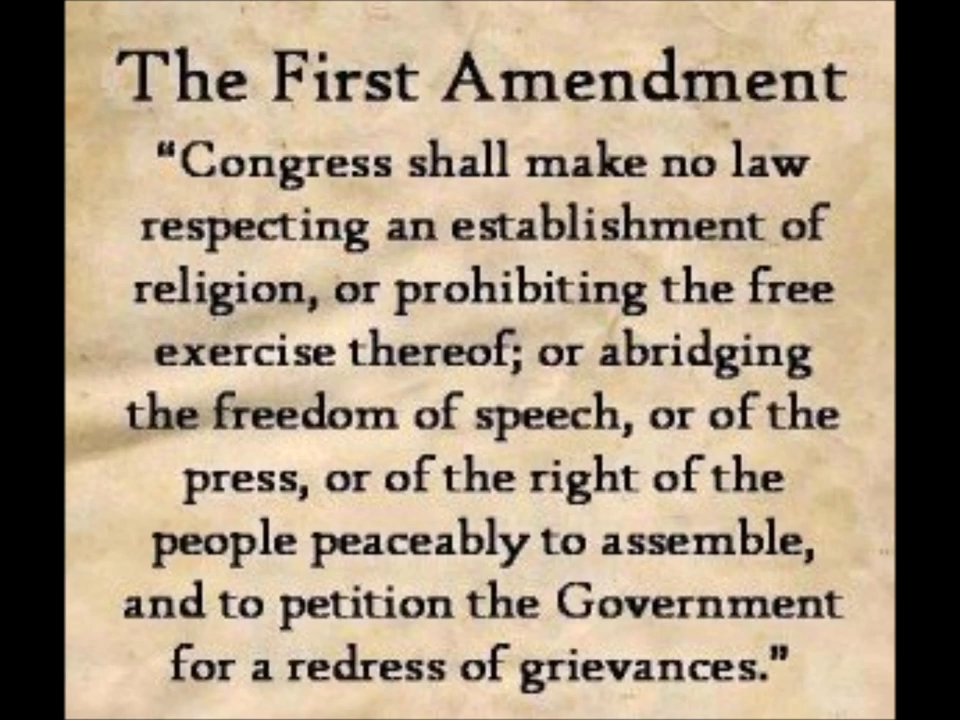 The First Amendment
“Congress shall make no law
respecting an establishment of
religion, or prohibiting the free
exercise thereof; or abridging
the freedom of speech, or of the
press, or of the right of the
people peaceably to assemble,
and to petition the Government
for a redress of grievances.”